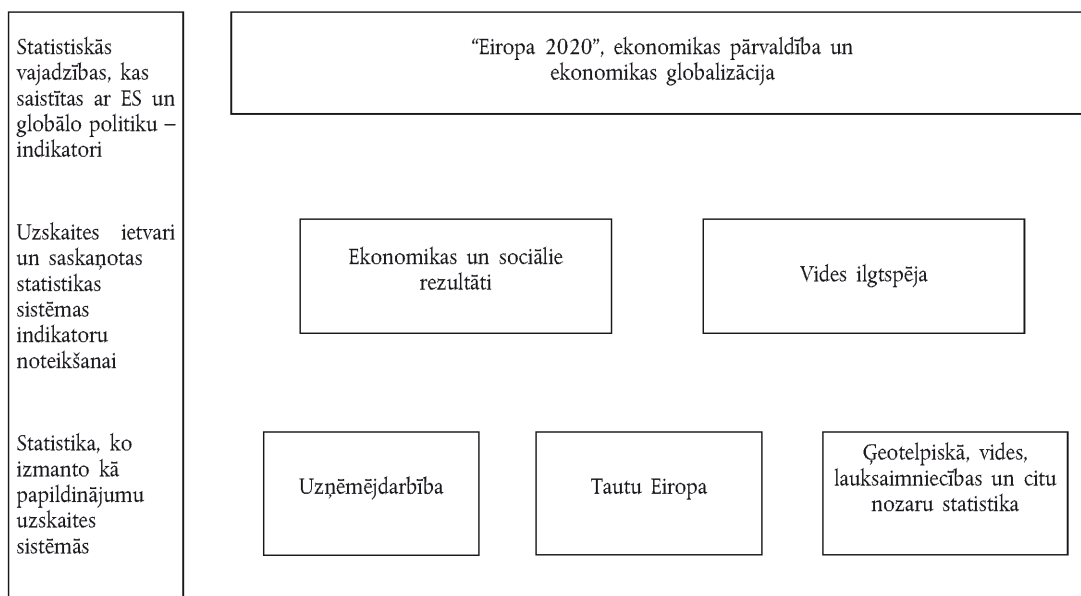 Statistiskās
vajadzības, kas
saistītas ar ES un
globālo politiku –
indikatori
“Eiropa 2020”, ekonomikas pārvaldība un
ekonomikas globalizācija
Uzskaites ietvari
un saskaņotas
statistikas
sistēmas
indikatoru
noteikšanai
Ekonomikas un sociālie
rezultāti
Vides ilgtspēja
Statistika, ko
izmanto kā
papildinājumu
uzskaites
sistēmās
Uzņēmējdarbība
Tautu Eiropa
Ģeotelpiskā, vides,
lauksaimniecības un citu
nozaru statistika